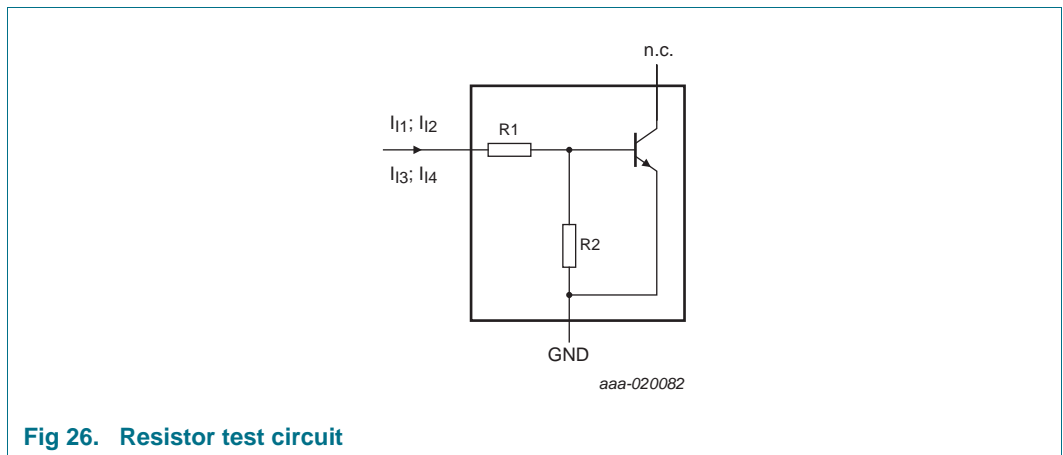 n.c.
II1; II2
R1
II3; II4
R2
GND
aaa-020082
Fig 26. Resistor test circuit